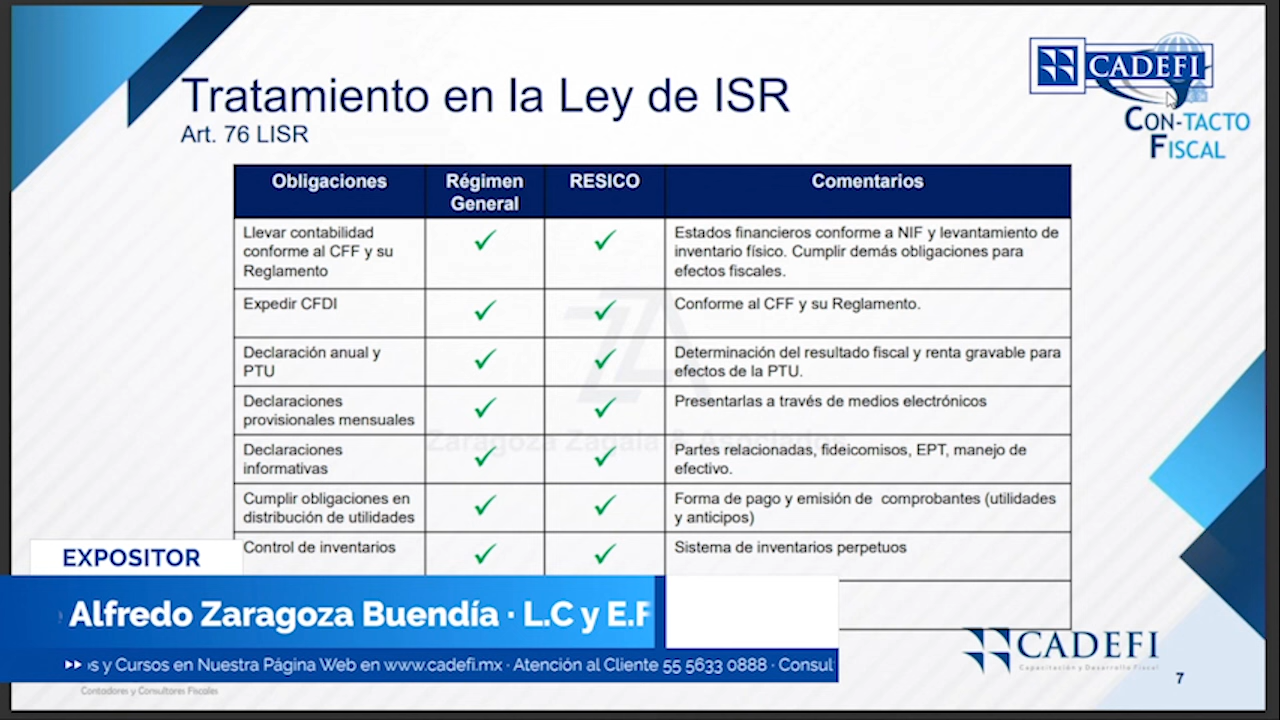 Tratamiento en la Ley de ISR
Art. 76 LISR
CADEFI
CON-TACTO
FISCAL
Obligaciones
Régimen
General
RESICO
Comentarios
Llevar contabilidad
conforme al CFF y su
Reglamento
Estados financieros conforme a NIF y levantamiento de
inventario físico. Cumplir demás obligaciones para
efectos fiscales.
Expedir CFDI
Conforme al CFF y su Reglamento.
Declaración anual y
PTU
Determinación del resultado fiscal y renta gravable para
efectos de la PTU.
Declaraciones
provisionales mensuales
Presentarlas a través de medios electrónicos
Declaraciones
informativas
Partes relacionadas, fideicomisos, EPT, manejo de
efectivo.
Cumplir obligaciones en
distribución de utilidades
Forma de pago y emisión de comprobantes (utilidades
y anticipos)
Control de inventarios
Sistema de inventarios perpetuos
Zaragoza Zagala & Asociados
EXPOSITOR
Alfredo Zaragoza Buendía · L.C y E.F
s y Cursos en Nuestra Página Web en www.cadefi.mx · Atención al Cliente 55 5633 0888 · Consul
Contadores y Consultores Fiscales
CADEFI
Capacitación y Desarrollo Fiscal
7